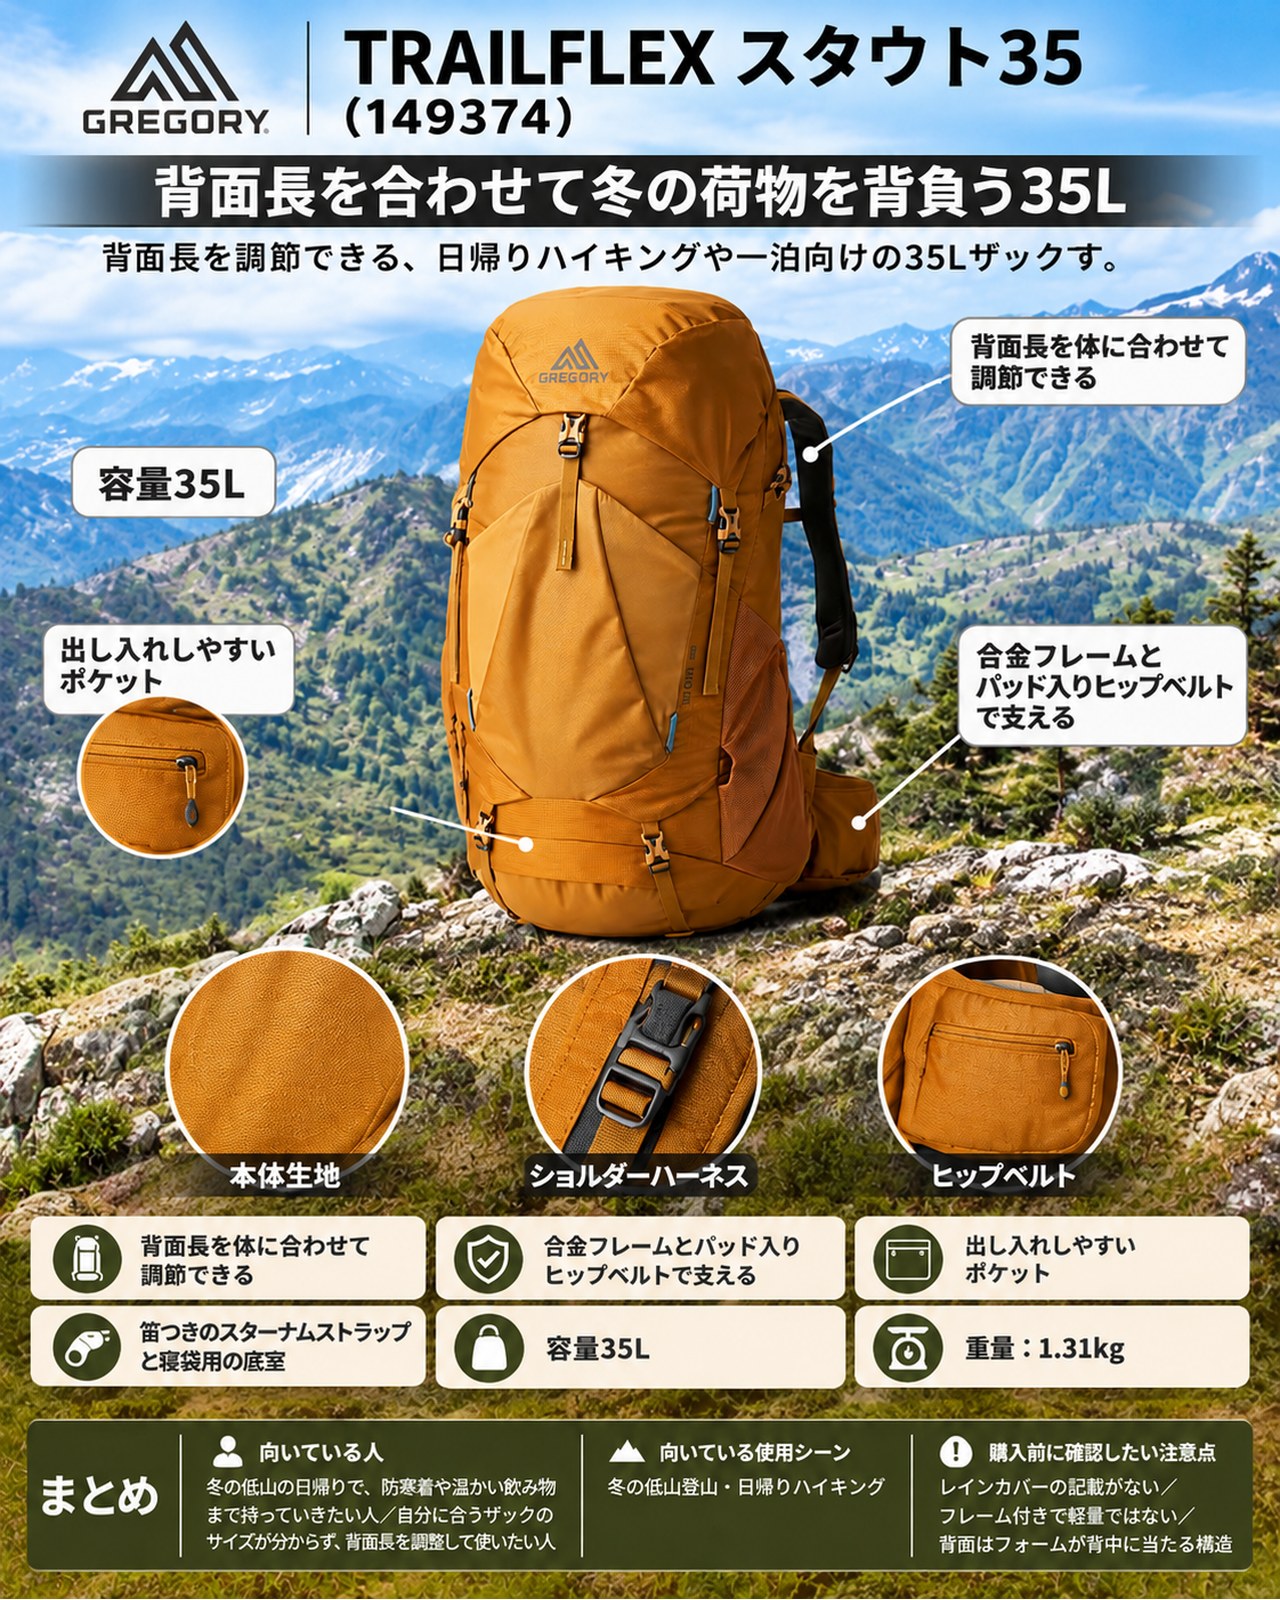 GREGORY
TRAILFLEX スタウト35
(149374)
背面長を合わせて冬の荷物を背負う35L
背面長を調節できる、日帰りハイキングや一泊向けの35Lザックす。
GREGORY
背面長を体に合わせて
調節できる
容量35L
出し入れしやすい
ポケット
合金フレームと
パッド入りヒップベルト
で支える
本体生地
ショルダーハーネス
ヒップベルト
背面長を体に合わせて
調節できる
合金フレームとパッド入り
ヒップベルトで支える
出し入れしやすい
ポケット
笛つきのスターナムストラップ
と寝袋用の底室
容量35L
重量：1.31kg
まとめ
向いている人
冬の低山の日帰りで、防寒着や温かい飲み物
まで持っていきたい人／自分に合うザックの
サイズが分からず、背面長を調整して使いたい人
向いている使用シーン
冬の低山登山・日帰りハイキング
購入前に確認したい注意点
レインカバーの記載がない／
フレーム付きで軽量ではない／
背面はフォームが背中に当たる構造